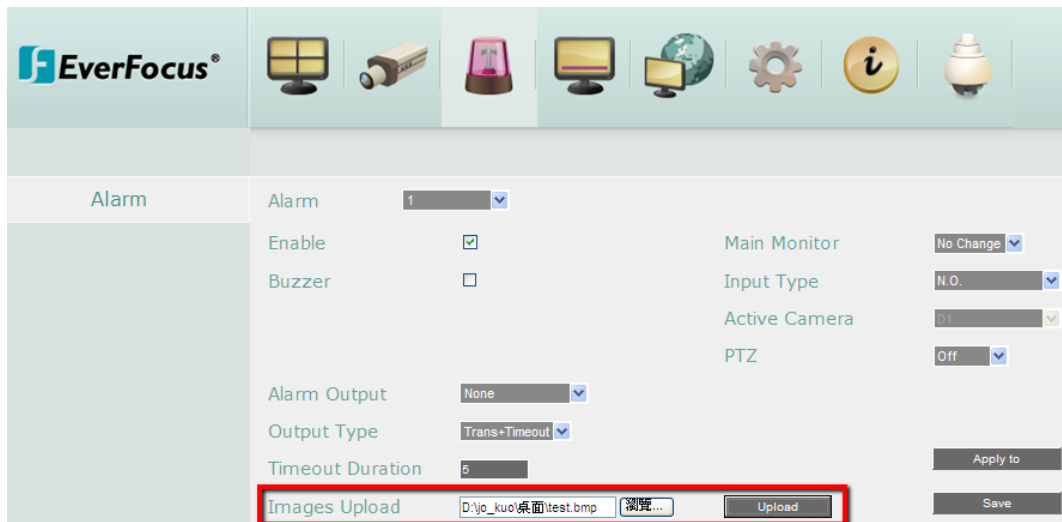 EverFocus®
Alarm
Alarm 1
Enable
Main Monitor No Change
Buzzer
Input Type N.O.
Active Camera D1
PTZ Off
Alarm Output None
Output Type Trans+Timeout
Timeout Duration 5
Apply to
Images Upload D:\jo_kuo\桌面\test.bmp 瀏覽... Upload
Save